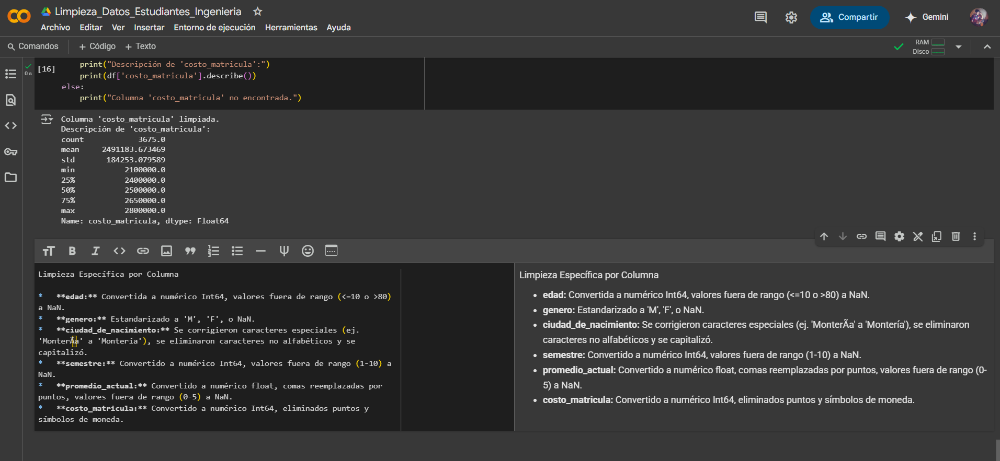 Limpieza_Datos_Estudiantes_Ingenieria
Archivo Editar Ver Insertar Entorno de ejecución Herramientas Ayuda
Compartir
Gemini
Comandos + Código + Texto
RAM
Disco
[16]
0 s
print("Descripción de 'costo_matricula':")
print(df['costo_matricula'].describe())
else:
print("Columna 'costo_matricula' no encontrada.")
Columna 'costo_matricula' limpiada.
Descripción de 'costo_matricula':
count 3675.0
mean 2491183.673469
std 184253.079589
min 2100000.0
25% 2400000.0
50% 2500000.0
75% 2650000.0
max 2800000.0
Name: costo_matricula, dtype: Float64
Limpieza Específica por Columna
* **edad:** Convertida a numérico Int64, valores fuera de rango (<=10 o >80)
a NaN.
* **genero:** Estandarizado a 'M', 'F', o NaN.
* **ciudad_de_nacimiento:** Se corrigieron caracteres especiales (ej.
'MonterÃ­a' a 'Montería'), se eliminaron caracteres no alfabéticos y se
capitalizó.
* **semestre:** Convertido a numérico Int64, valores fuera de rango (1-10) a
NaN.
* **promedio_actual:** Convertido a numérico float, comas reemplazadas por
puntos, valores fuera de rango (0-5) a NaN.
* **costo_matricula:** Convertido a numérico Int64, eliminados puntos y
símbolos de moneda.
Limpieza Específica por Columna
• edad: Convertida a numérico Int64, valores fuera de rango (<=10 o >80) a NaN.
• genero: Estandarizado a 'M', 'F', o NaN.
• ciudad_de_nacimiento: Se corrigieron caracteres especiales (ej. 'MonterÃ­a' a 'Montería'), se eliminaron
caracteres no alfabéticos y se capitalizó.
• semestre: Convertido a numérico Int64, valores fuera de rango (1-10) a NaN.
• promedio_actual: Convertido a numérico float, comas reemplazadas por puntos, valores fuera de rango (0-
5) a NaN.
• costo_matricula: Convertido a numérico Int64, eliminados puntos y símbolos de moneda.